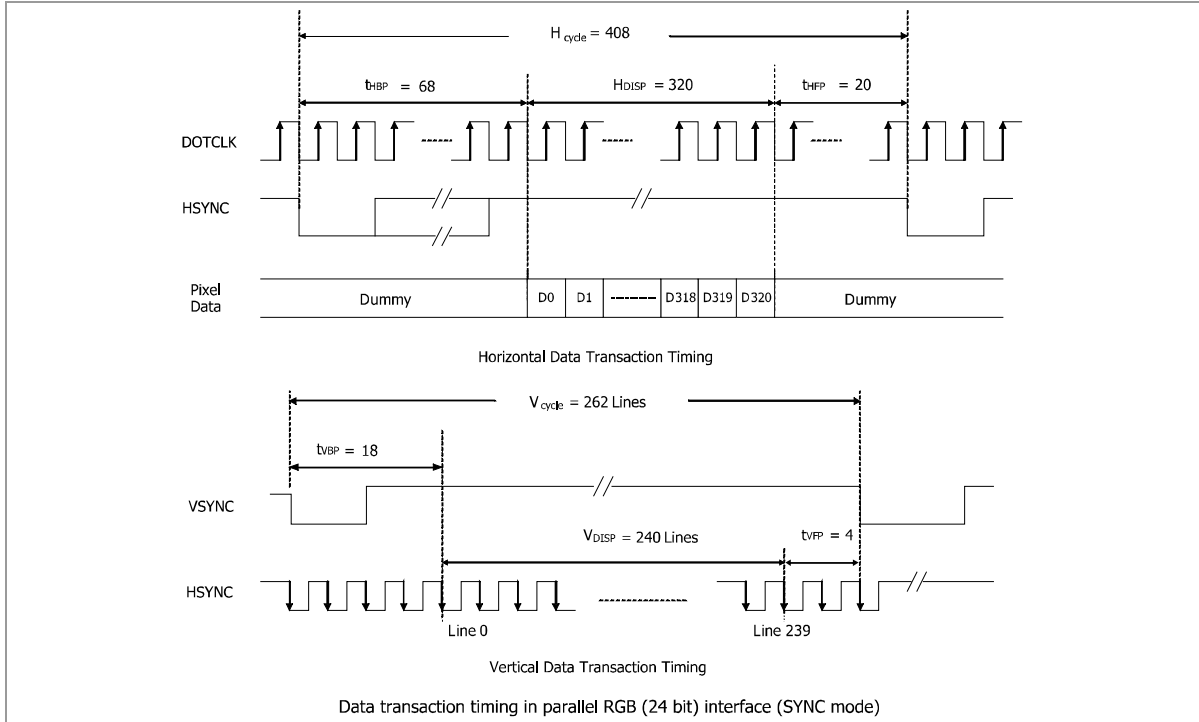 H cycle = 408
tHBP = 68
HDISP = 320
tHFP = 20
DOTCLK
HSYNC
Pixel
Data
Dummy
D0
D1
D318
D319
D320
Dummy
Horizontal Data Transaction Timing
V cycle = 262 Lines
tVBP = 18
VSYNC
VDISP = 240 Lines
tVFP = 4
HSYNC
Line 0
Line 239
Vertical Data Transaction Timing
Data transaction timing in parallel RGB (24 bit) interface (SYNC mode)